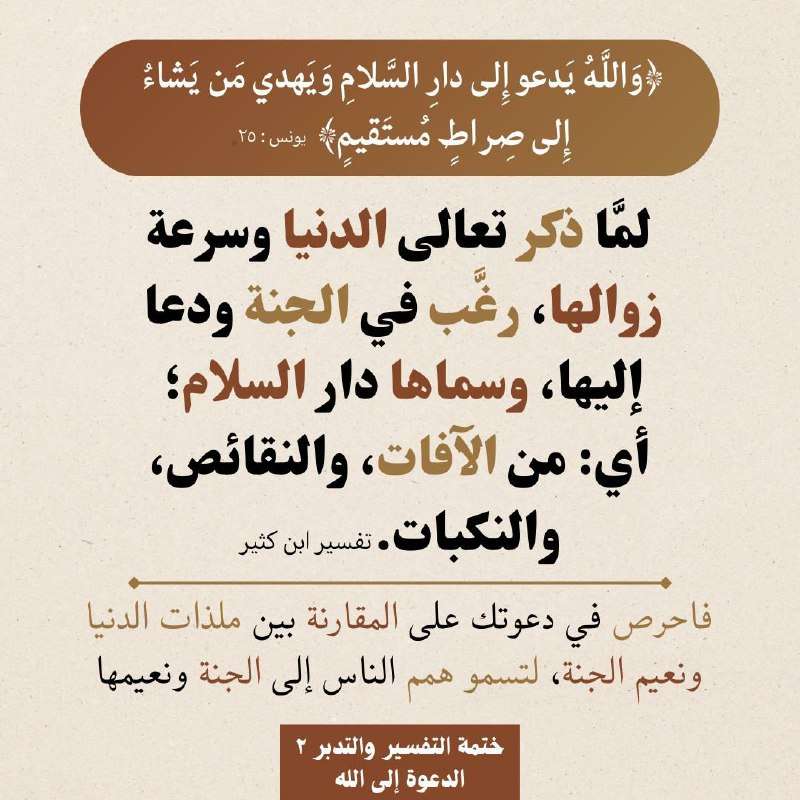 ﴿وَاللَّهُ يَدعو إِلى دارِ السَّلامِ وَيَهدي مَن يَشاءُ
إِلى صِراطٍ مُستَقيمٍ﴾ يونس: ٢٥
لمَّا ذكر تعالى الدنيا وسرعة
زوالها، رغَّب في الجنة ودعا
إليها، وسماها دار السلام؛
أي: من الآفات، والنقائص،
والنكبات. تفسير ابن كثير
فاحرص في دعوتك على المقارنة بين ملذات الدنيا
ونعيم الجنة، لتسمو همم الناس إلى الجنة ونعيمها
ختمة التفسير والتدبر ٢
الدعوة إلى الله